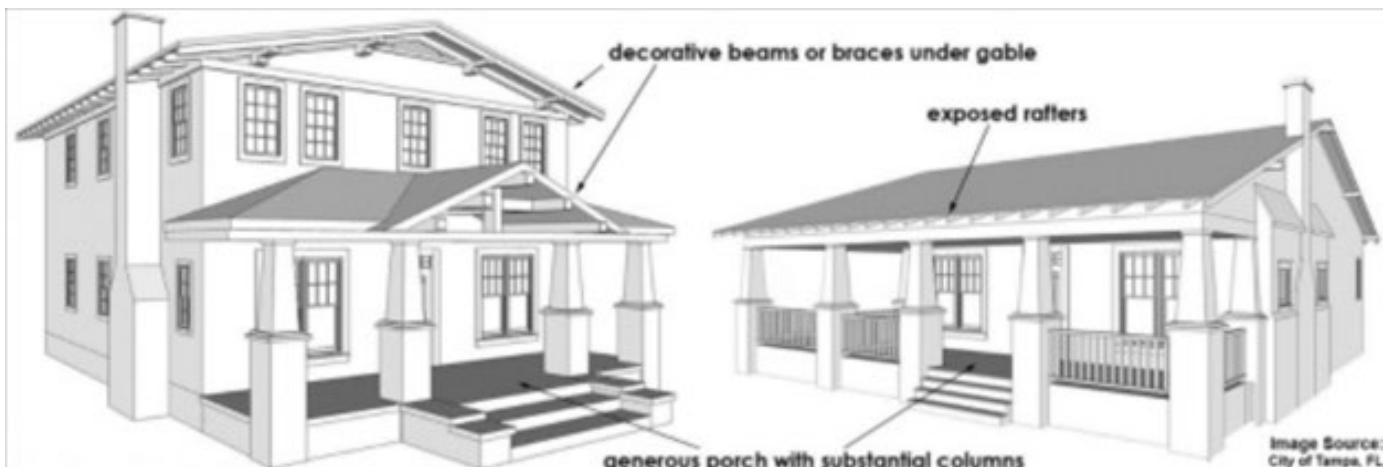 decorative beams or braces under gable
exposed rafters
generous porch with substantial columns
Image Source:
City of Tampa, FL